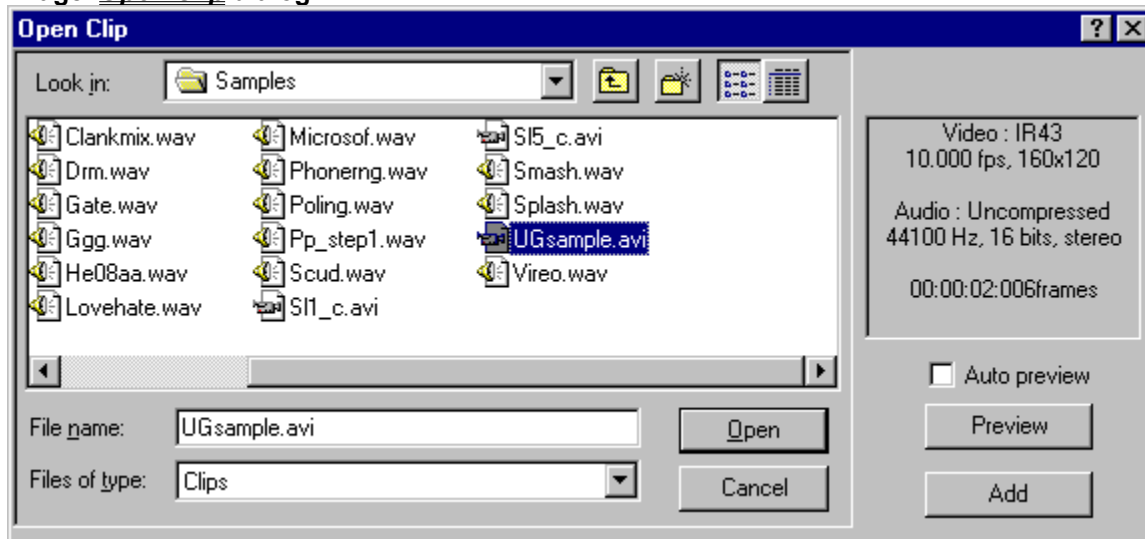 Open Clip
Look in: Samples
Clankmix.wav Microsof.wav SI5_c.avi
Drm.wav Phonerng.wav Smash.wav
Gate.wav Poling.wav Splash.wav
Ggg.wav Pp_step1.wav UGsample.avi
He08aa.wav Scud.wav Vireo.wav
Lovehate.wav SI1_c.avi
Video : IR43
10.000 fps, 160x120
Audio : Uncompressed
44100 Hz, 16 bits, stereo
00:00:02:006frames
Auto preview
File name: UGsample.avi Open Preview
Files of type: Clips Cancel Add